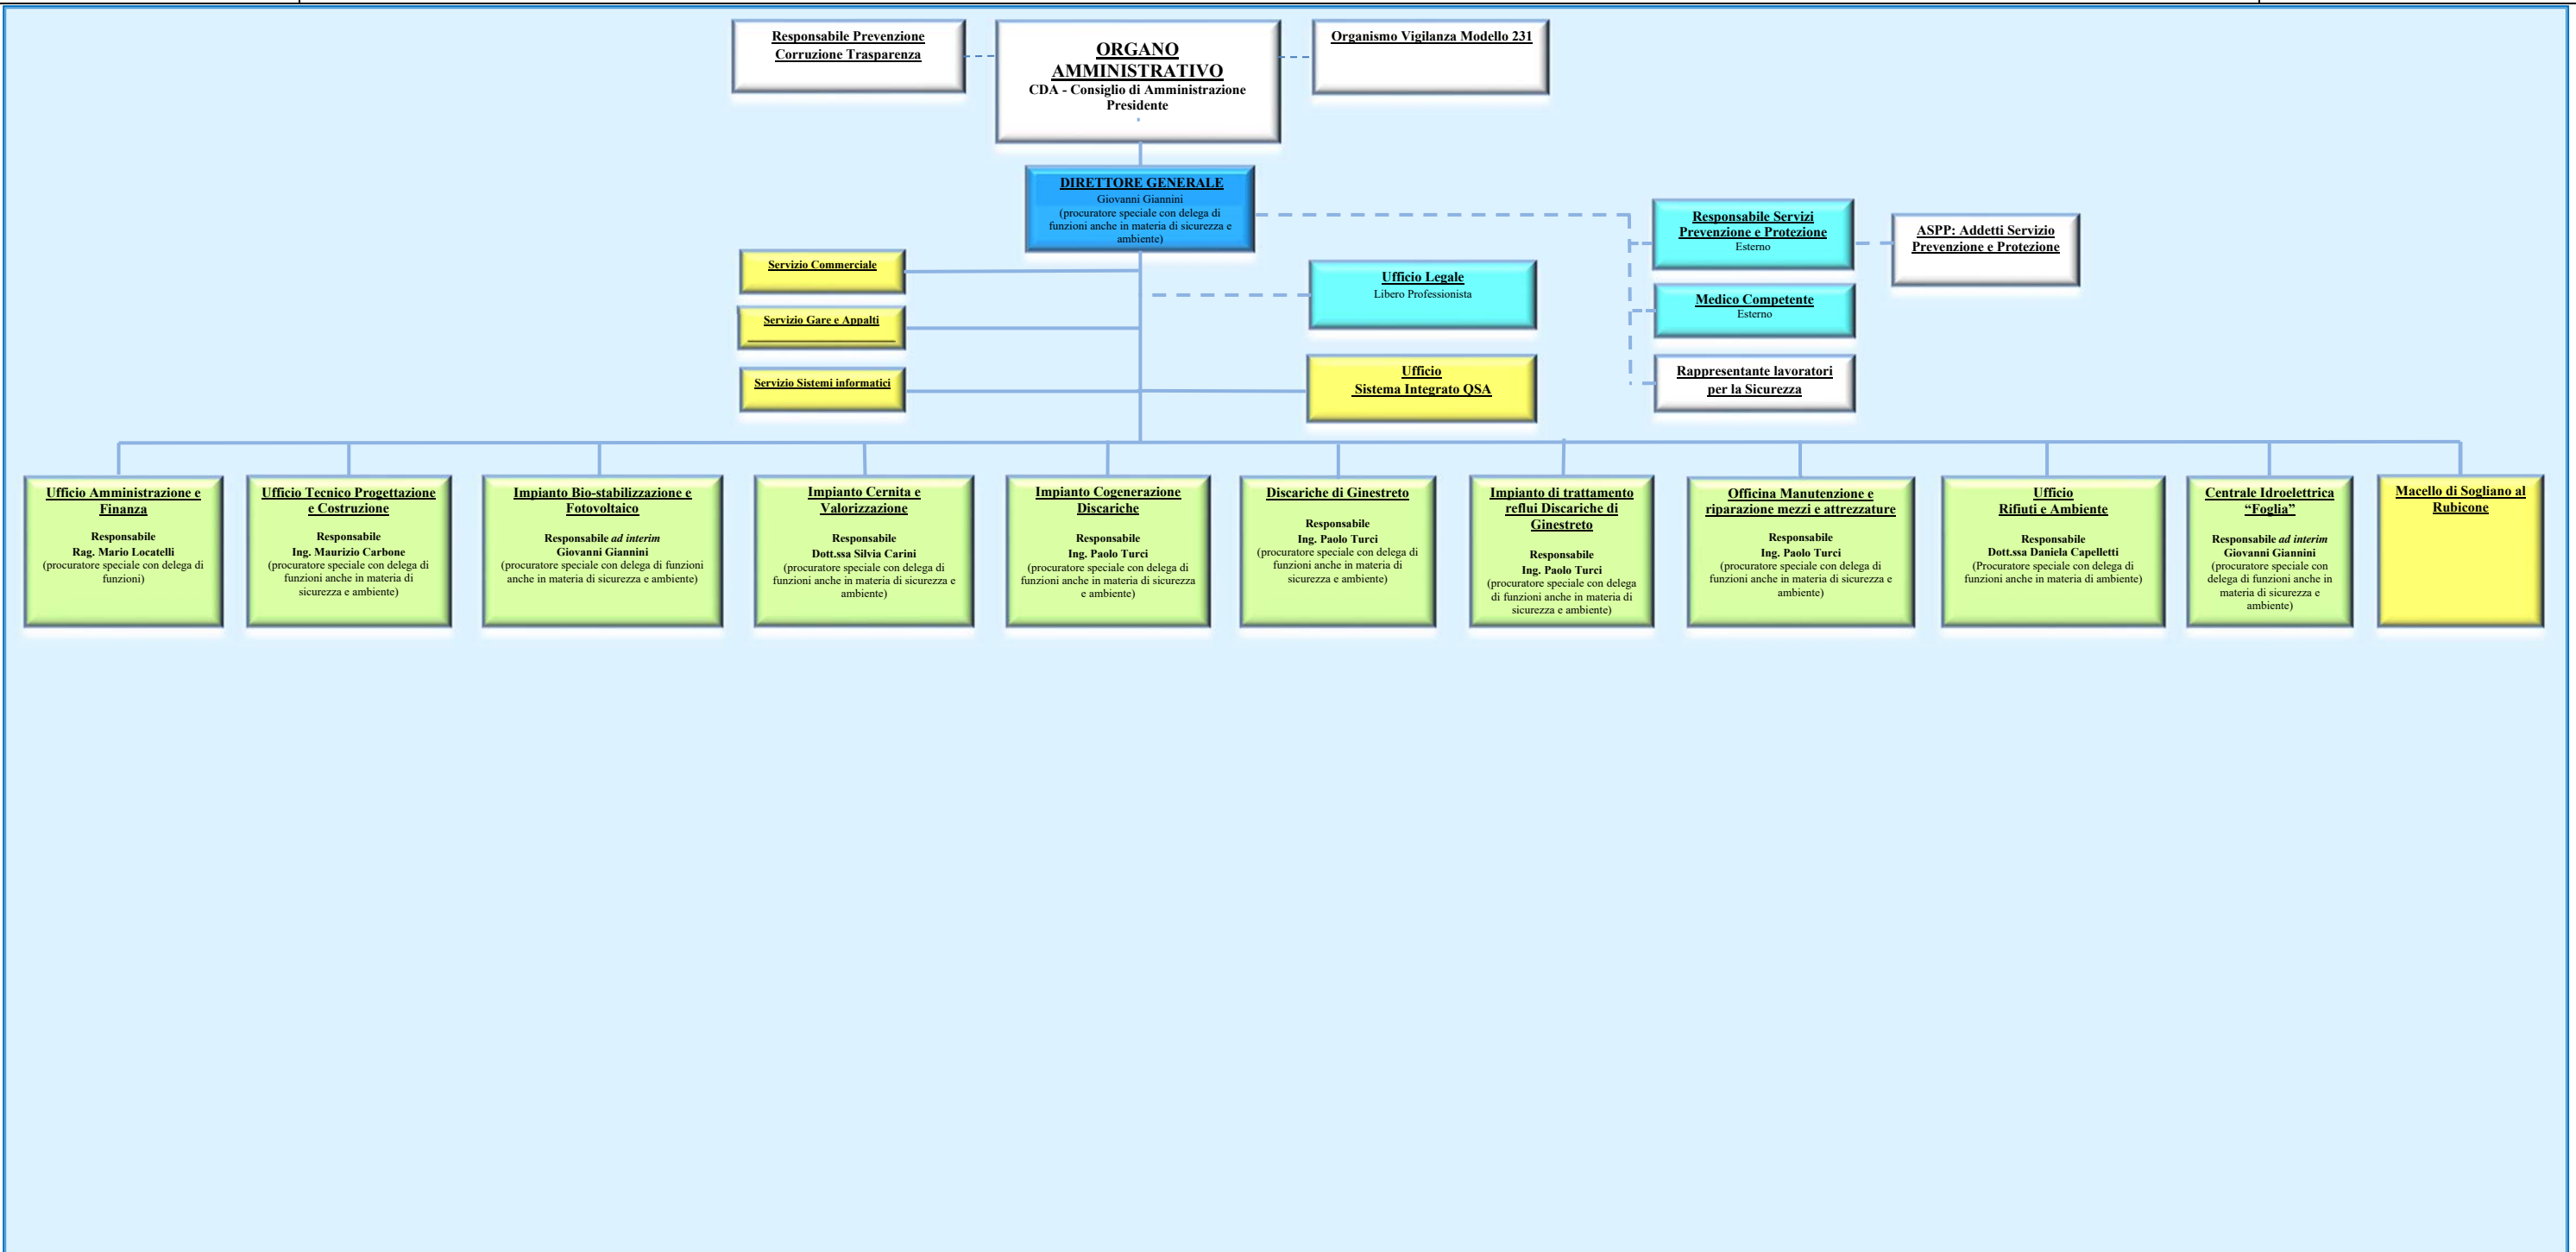 Responsabile Prevenzione
Corruzione Trasparenza
ORGANO
AMMINISTRATIVO
CDA - Consiglio di Amministrazione
Presidente
Organismo Vigilanza Modello 231
DIRETTORE GENERALE
Giovanni Giannini
(procuratore speciale con delega di
funzioni anche in materia di sicurezza e
ambiente)
Responsabile Servizi
Prevenzione e Protezione
Esterno
ASPP: Addetti Servizio
Prevenzione e Protezione
Servizio Commerciale
Ufficio Legale
Libero Professionista
Medico Competente
Esterno
Servizio Gare e Appalti
Servizio Sistemi informatici
Ufficio
Sistema Integrato QSA
Rappresentante lavoratori
per la Sicurezza
Ufficio Amministrazione e
Finanza
Responsabile
Rag. Mario Locatelli
(procuratore speciale con delega di
funzioni)
Ufficio Tecnico Progettazione
e Costruzione
Responsabile
Ing. Maurizio Carbone
(procuratore speciale con delega di
funzioni anche in materia di
sicurezza e ambiente)
Impianto Bio-stabilizzazione e
Fotovoltaico
Responsabile ad interim
Giovanni Giannini
(procuratore speciale con delega di funzioni
anche in materia di sicurezza e ambiente)
Impianto Cernita e
Valorizzazione
Responsabile
Dott.ssa Silvia Carini
(procuratore speciale con delega di
funzioni anche in materia di sicurezza e
ambiente)
Impianto Cogenerazione
Discariche
Responsabile
Ing. Paolo Turci
(procuratore speciale con delega di
funzioni anche in materia di sicurezza
e ambiente)
Discariche di Ginestreto
Responsabile
Ing. Paolo Turci
(procuratore speciale con delega di
funzioni anche in materia di
sicurezza e ambiente)
Impianto di trattamento
reflui Discariche di
Ginestreto
Responsabile
Ing. Paolo Turci
(procuratore speciale con delega
di funzioni anche in materia di
sicurezza e ambiente)
Officina Manutenzione e
riparazione mezzi e attrezzature
Responsabile
Ing. Paolo Turci
(procuratore speciale con delega di
funzioni anche in materia di sicurezza e
ambiente)
Ufficio
Rifiuti e Ambiente
Responsabile
Dott.ssa Daniela Capelletti
(Procuratore speciale con delega di
funzioni anche in materia di ambiente)
Centrale Idroelettrica
“Foglia”
Responsabile ad interim
Giovanni Giannini
(procuratore speciale con
delega di funzioni anche in
materia di sicurezza e
ambiente)
Macello di Sogliano al
Rubicone